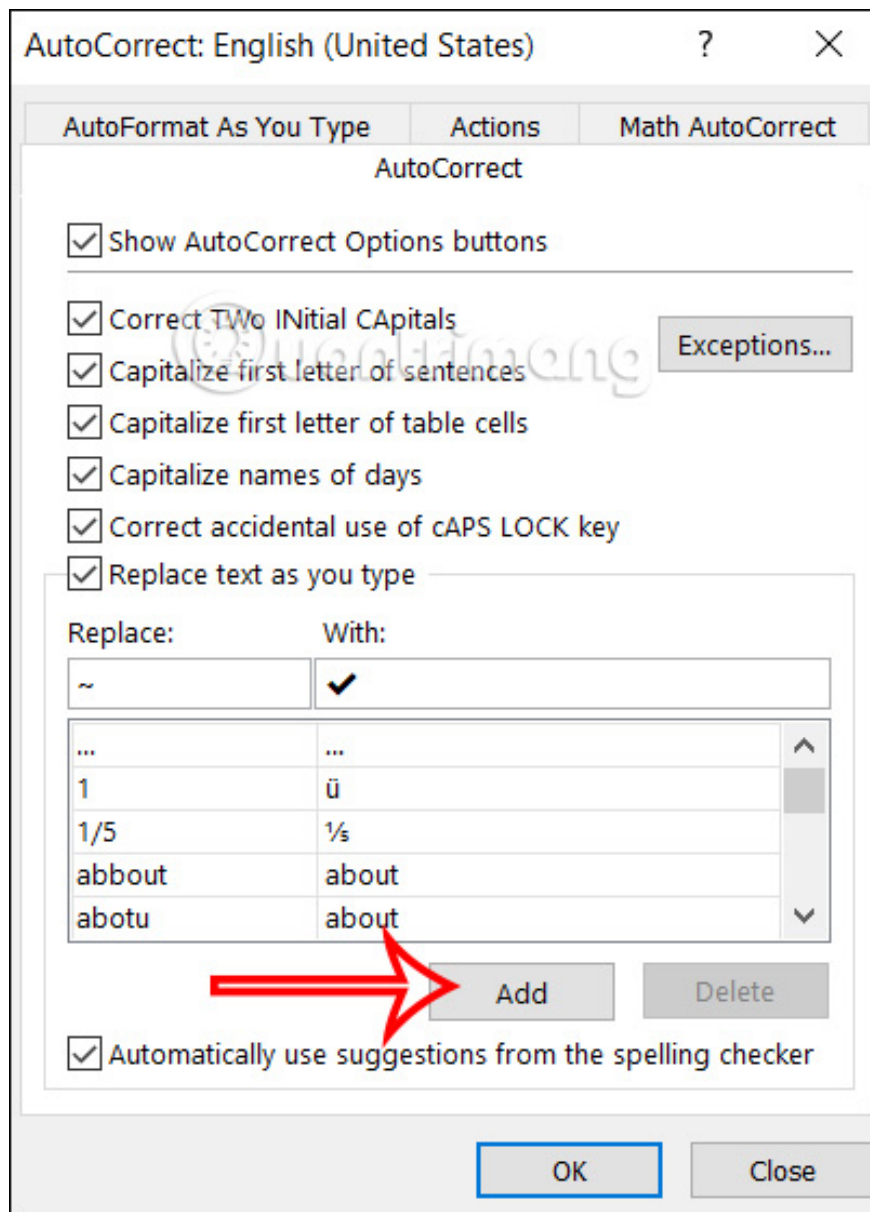 AutoCorrect: English (United States) ? ×
AutoFormat As You Type Actions Math AutoCorrect
AutoCorrect
Show AutoCorrect Options buttons
Correct TWo INitial CApitals
Exceptions...
Capitalize first letter of sentences
Quantrimang
Capitalize first letter of table cells
Capitalize names of days
Correct accidental use of cAPS LOCK key
Replace text as you type
Replace: With:
~ ✔
... ...
1 ü
1/5 ⅕
abbout about
abotu about
Add Delete
Automatically use suggestions from the spelling checker
OK Close